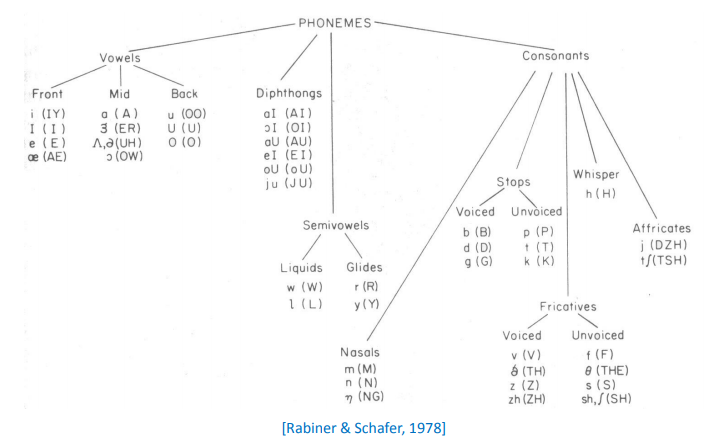 PHONEMES
Vowels
Consonants
Front Mid Back
i (IY) a (A) u (OO)
I (I) 3 (ER) U (U)
e (E) Λ,ə(UH) O (O)
æ (AE) ɔ (OW)
Diphthongs
aI (AI)
ɔI (OI)
aU (AU)
eI (EI)
oU (oU)
ju (JU)
Semivowels
Liquids Glides
w (W) r (R)
l (L) y (Y)
Nasals
m (M)
n (N)
η (NG)
Stops
Voiced Unvoiced
b (B) p (P)
d (D) t (T)
g (G) k (K)
Whisper
h (H)
Affricates
j (DZH)
t∫(TSH)
Fricatives
Voiced Unvoiced
v (V) f (F)
(TH) θ (THE)
z (Z) s (S)
zh (ZH) sh,∫ (SH)
[Rabiner & Schafer, 1978]